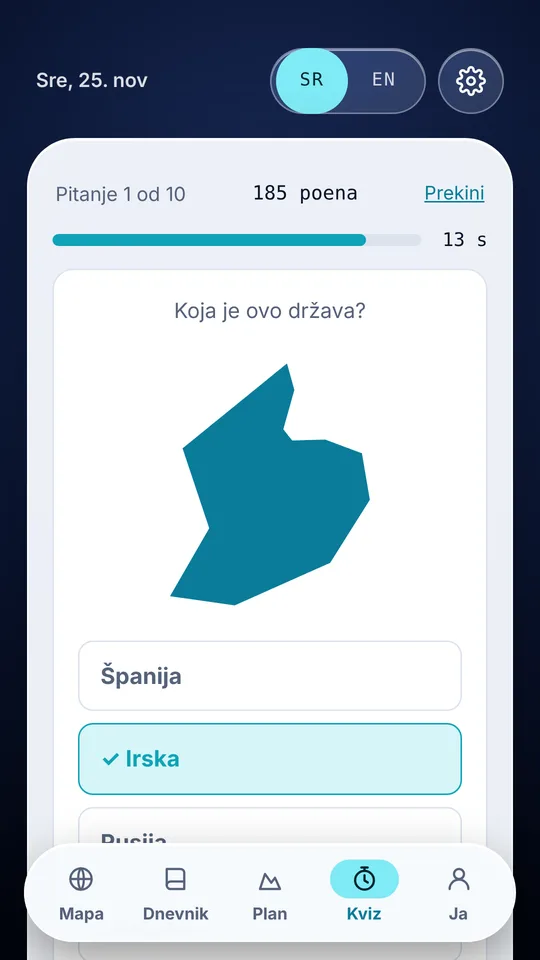 Sre, 25. nov
SR EN
Pitanje 1 od 10 185 poena Prekini
13 s
Koja je ovo država?
Španija
✓ Irska
Rusija
Mapa Dnevnik Plan Kviz Ja